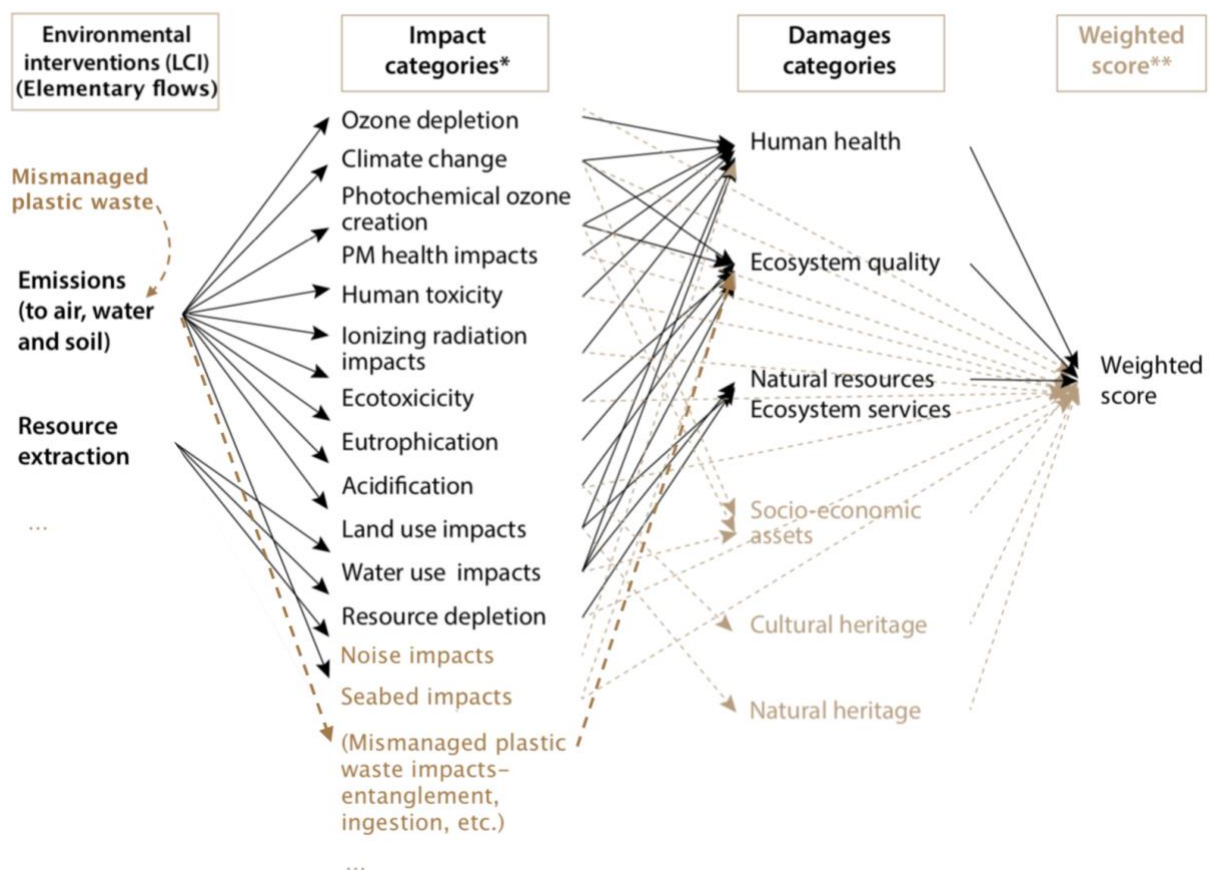 Environmental
interventions (LCI)
(Elementary flows)
Impact
categories*
Damages
categories
Weighted
score**
Mismanaged
plastic waste
Emissions
(to air, water
and soil)
Resource
extraction
...
Ozone depletion
Climate change
Photochemical ozone
creation
PM health impacts
Human toxicity
Ionizing radiation
impacts
Ecotoxicicity
Eutrophication
Acidification
Land use impacts
Water use impacts
Resource depletion
Noise impacts
Seabed impacts
(Mismanaged plastic
waste impacts–
entanglement,
ingestion, etc.)
...
Human health
Ecosystem quality
Natural resources
Ecosystem services
Socio-economic
assets
Cultural heritage
Natural heritage
Weighted
score